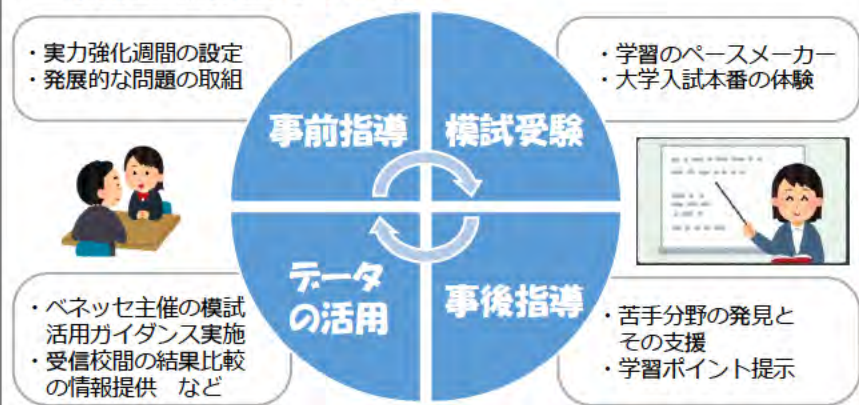 ・実力強化週間の設定
・発展的な問題の取組
・学習のペースメーカー
・大学入試本番の体験
事前指導
模試受験
データ
の活用
事後指導
・ベネッセ主催の模試
活用ガイダンス実施
・受信校間の結果比較
の情報提供　など
・苦手分野の発見と
その支援
・学習ポイント提示